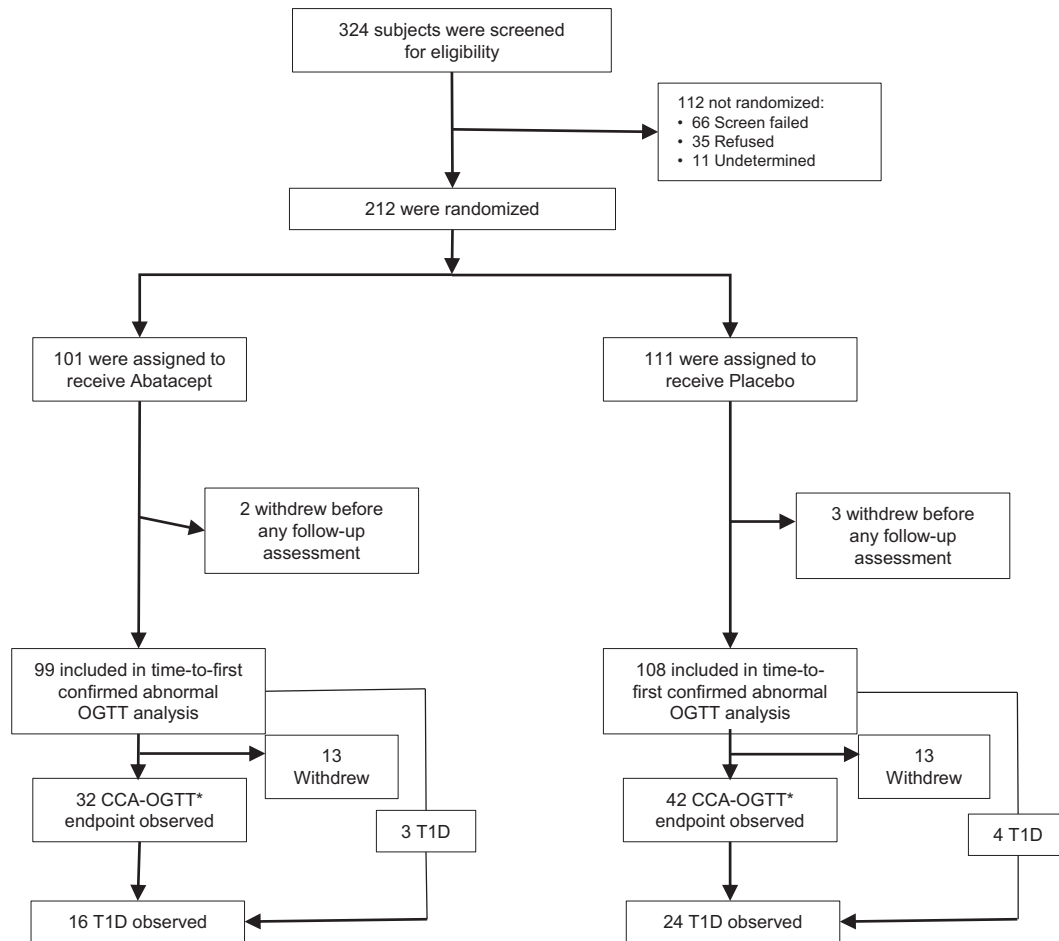 324 subjects were screened
for eligibility
112 not randomized:
• 66 Screen failed
• 35 Refused
• 11 Undetermined
212 were randomized
101 were assigned to
receive Abatacept
111 were assigned to
receive Placebo
2 withdrew before
any follow-up
assessment
3 withdrew before
any follow-up
assessment
99 included in time-to-first
confirmed abnormal
OGTT analysis
108 included in time-to-
first confirmed abnormal
OGTT analysis
13
Withdrew
13
Withdrew
32 CCA-OGTT*
endpoint observed
42 CCA-OGTT*
endpoint observed
3 T1D
4 T1D
16 T1D observed
24 T1D observed